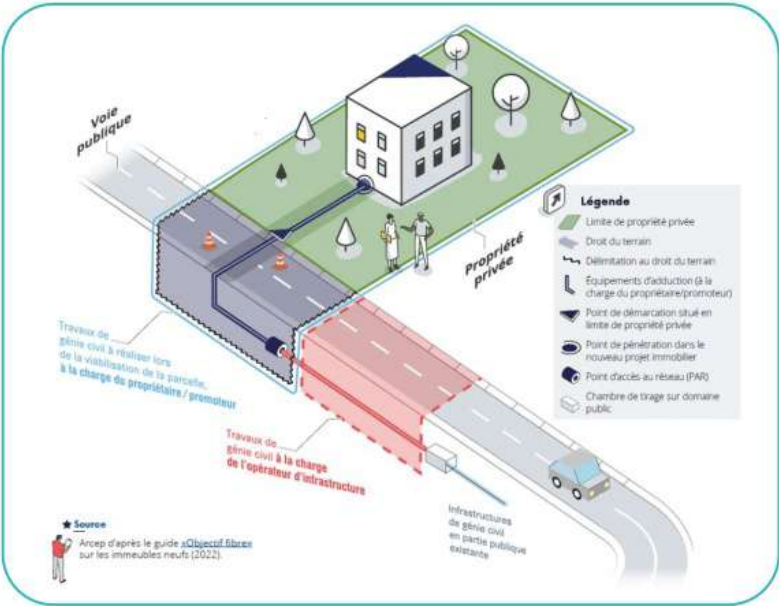 Voie
publique
Propriété
privée
Légende
Limite de propriété privée
Droit du terrain
Délimitation au droit du terrain
Équipements d'adduction (à la
charge du propriétaire/promoteur)
Point de démarcation situé en
limite de propriété privée
Point de pénétration dans le
nouveau projet immobilier
Point d'accès au réseau (PAR)
Chambre de tirage sur domaine
public
Travaux de
génie civil à réaliser lors
de la viabilisation de la parcelle,
à la charge du propriétaire / promoteur
Travaux de
génie civil à la charge
de l'opérateur d'infrastructure
Infrastructures
de génie civil
en partie publique
existante
Source
Arcep d'après le guide «Objectif fibre»
sur les immeubles neufs (2022).